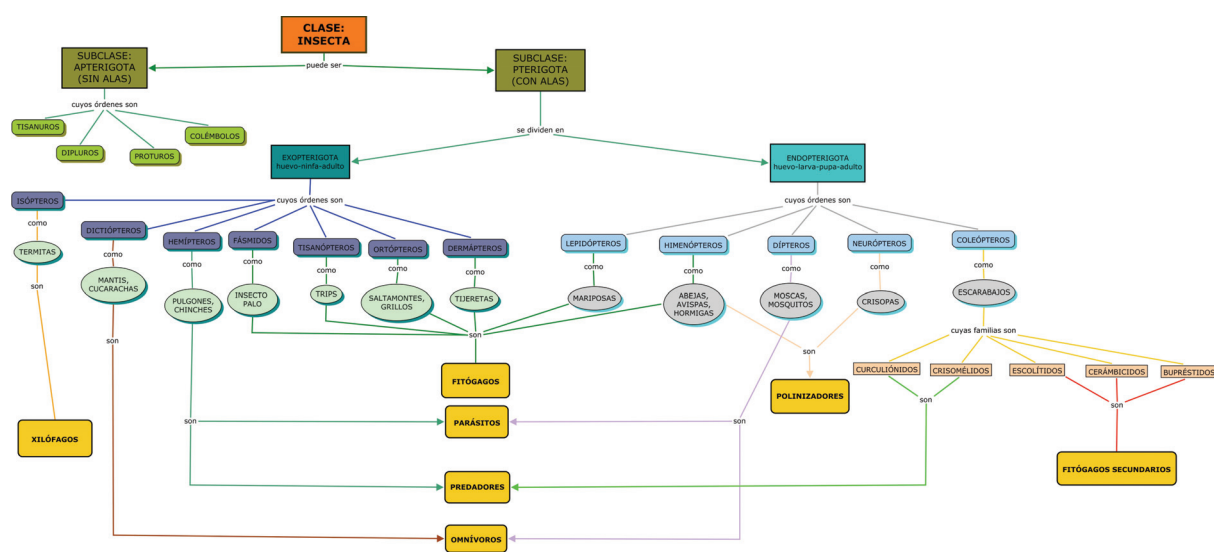 CLASE:
INSECTA
puede ser
SUBCLASE:
APTERIGOTA
(SIN ALAS)
SUBCLASE:
PTERIGOTA
(CON ALAS)
cuyos órdenes son
TISANUROS
DIPLUROS
PROTUROS
COLÉMBOLOS
se dividen en
EXOPTERIGOTA
huevo-ninfa-adulto
ENDOPTERIGOTA
huevo-larva-pupa-adulto
cuyos órdenes son
cuyos órdenes son
ISÓPTEROS
DICTIÓPTEROS
HEMÍPTEROS
FÁSMIDOS
TISANÓPTEROS
ORTÓPTEROS
DERMÁPTEROS
LEPIDÓPTEROS
HIMENÓPTEROS
DÍPTEROS
NEURÓPTEROS
COLEÓPTEROS
como
como
como
como
como
como
como
como
como
como
como
como
TERMITAS
MANTIS,
CUCARACHAS
PULGONES,
CHINCHES
INSECTO
PALO
TRIPS
SALTAMONTES,
GRILLOS
TIJERETAS
MARIPOSAS
ABEJAS,
AVISPAS,
HORMIGAS
MOSCAS,
MOSQUITOS
CRISOPAS
ESCARABAJOS
son
son
son
son
cuyas familias son
CURCULIÓNIDOS
CRISOMÉLIDOS
ESCOLÍTIDOS
CERÁMBICIDOS
BUPRÉSTIDOS
FITÓGAGOS
POLINIZADORES
son
son
son
son
XILÓFAGOS
PARÁSITOS
PREDADORES
OMNÍVOROS
FITÓGAGOS SECUNDARIOS